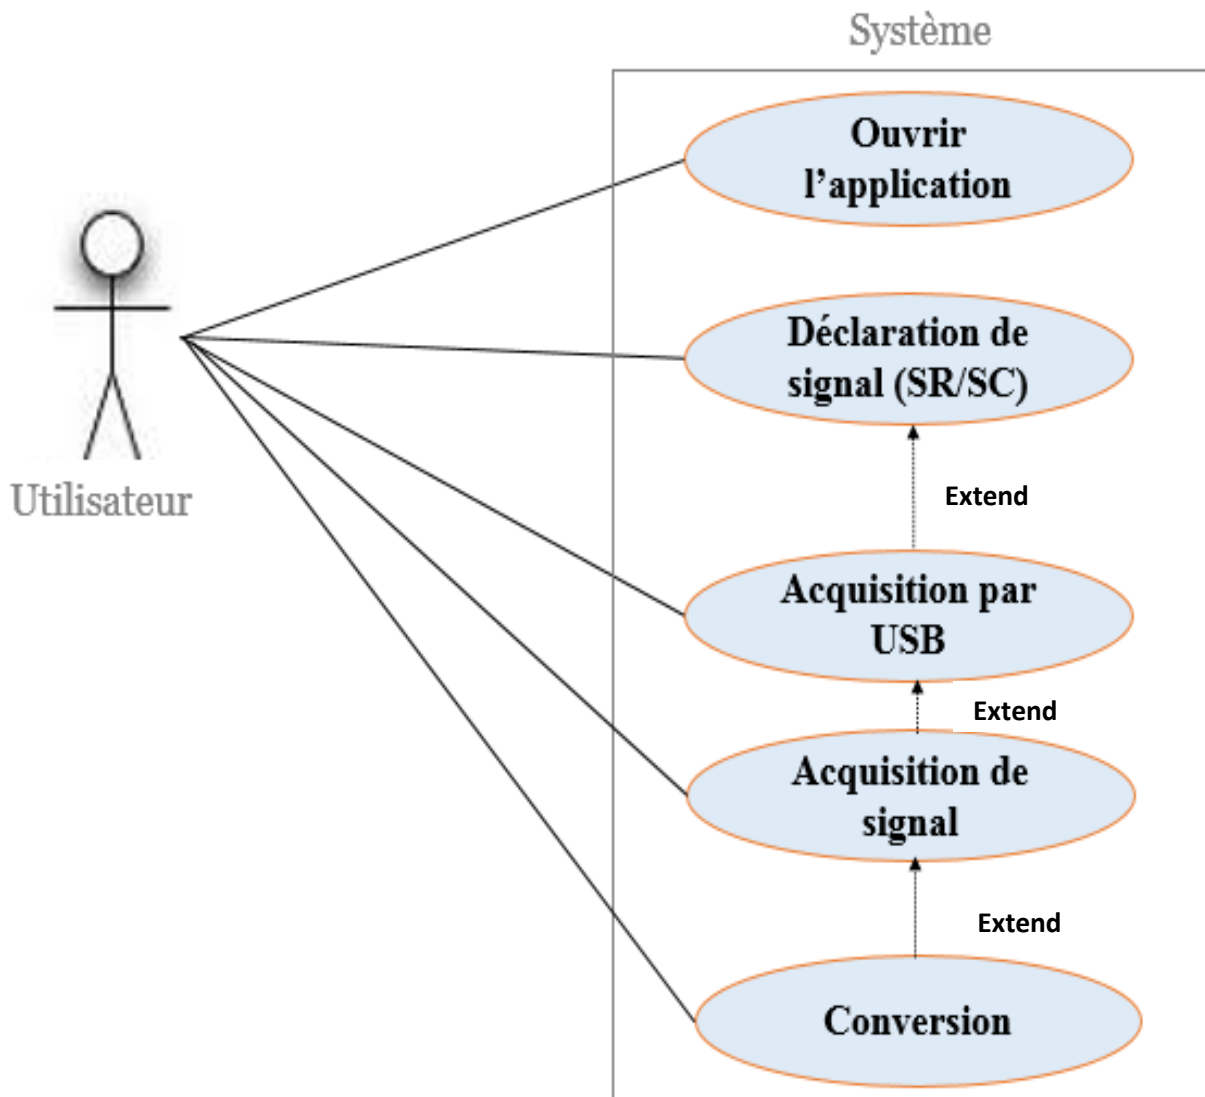 Système
Ouvrir
l’application
Déclaration de
signal (SR/SC)
Utilisateur
Extend
Acquisition par
USB
Extend
Acquisition de
signal
Extend
Conversion